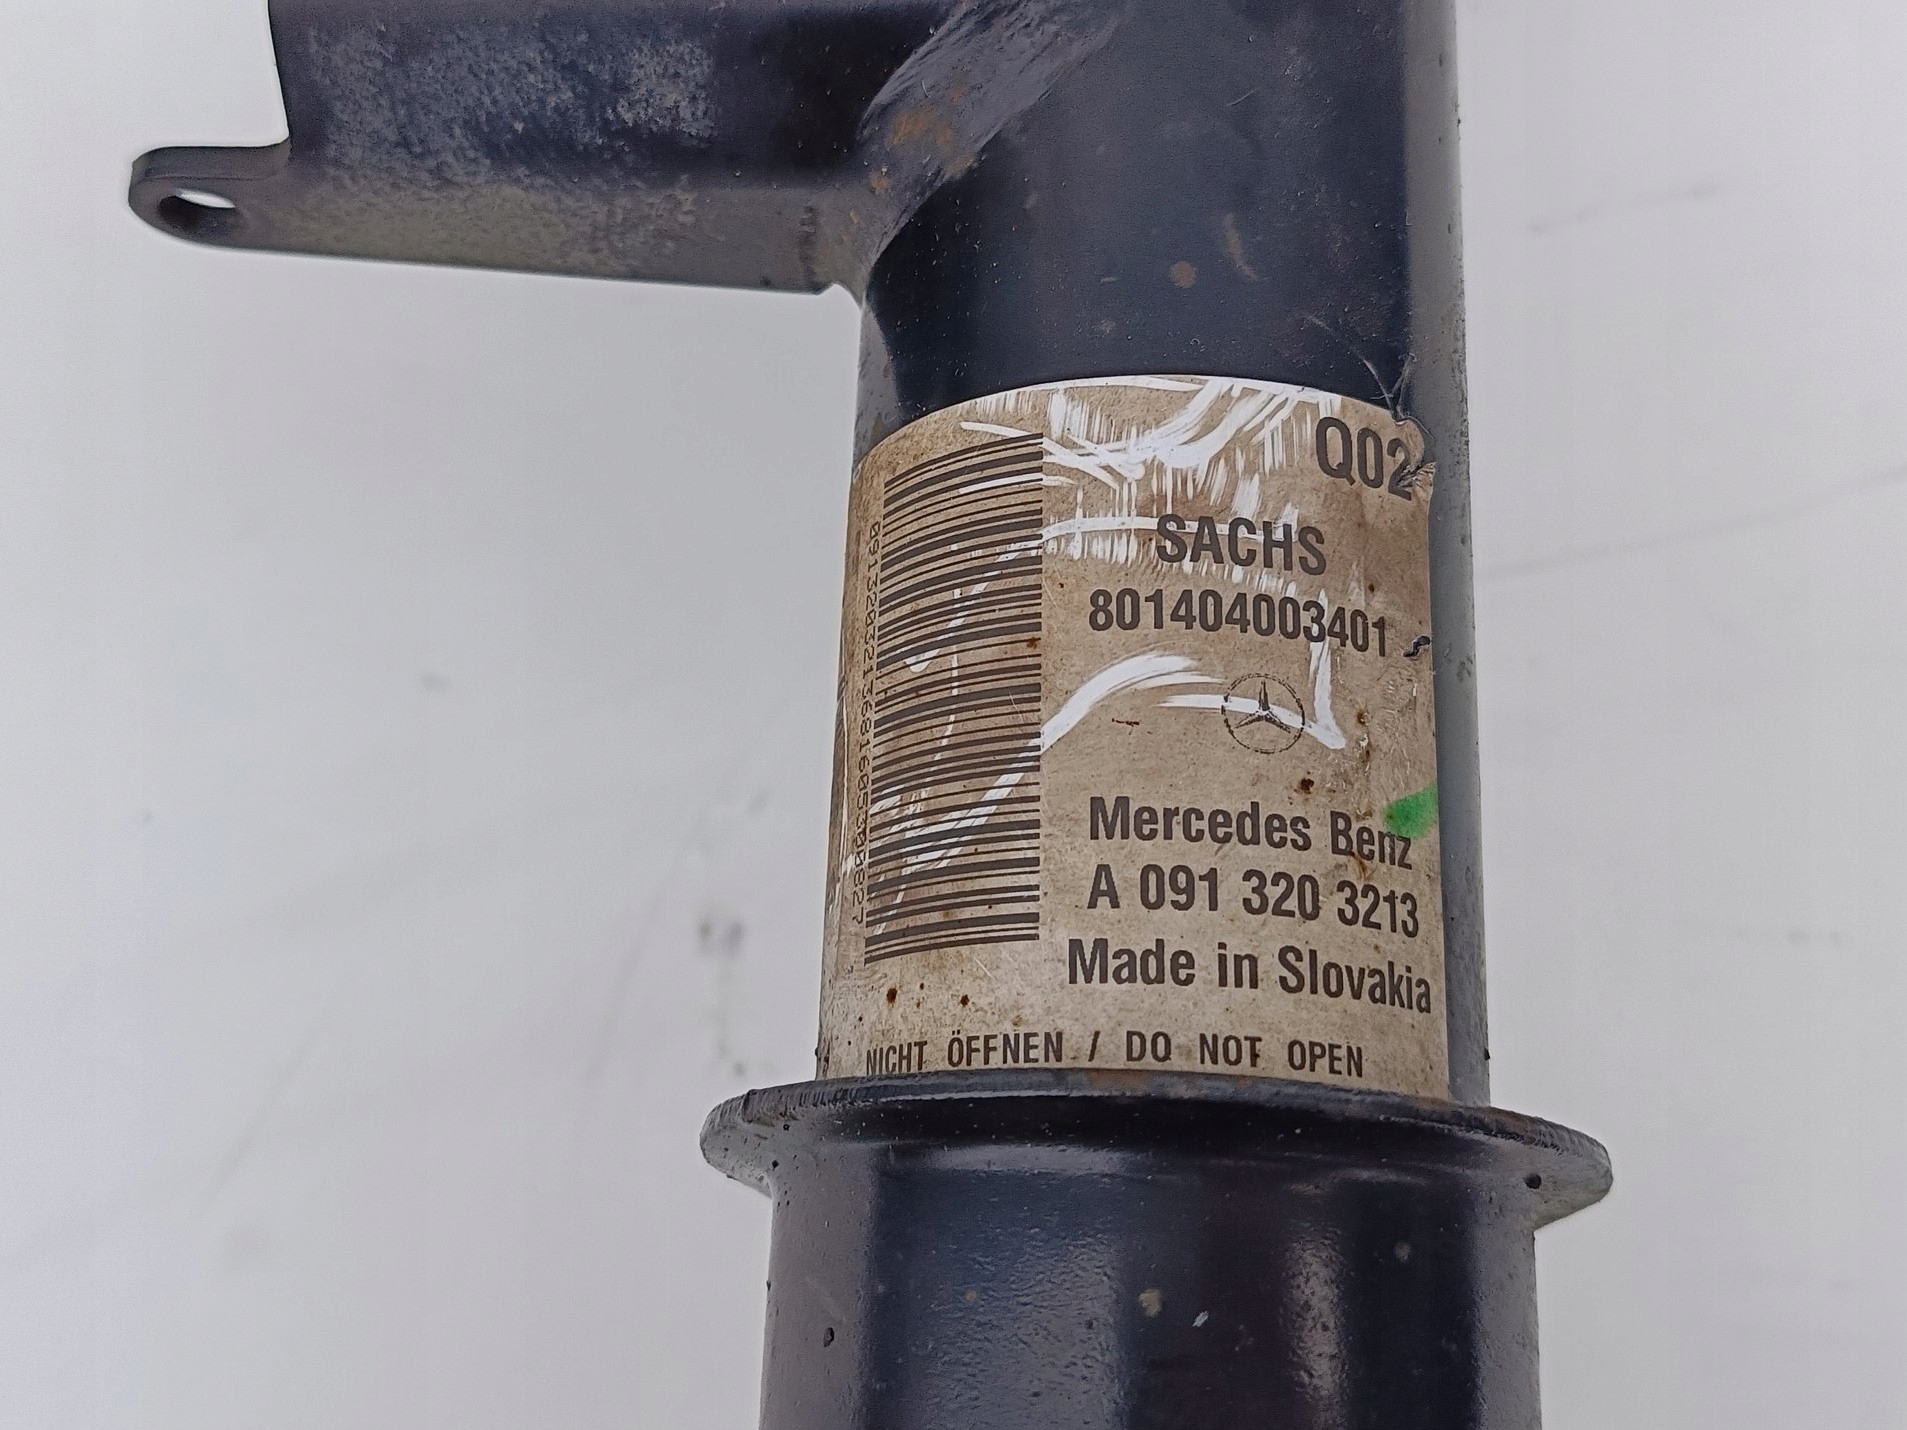 Q02
SACHS
801404003401
Mercedes Benz
A 091 320 3213
Made in Slovakia
NICHT ÖFFNEN / DO NOT OPEN